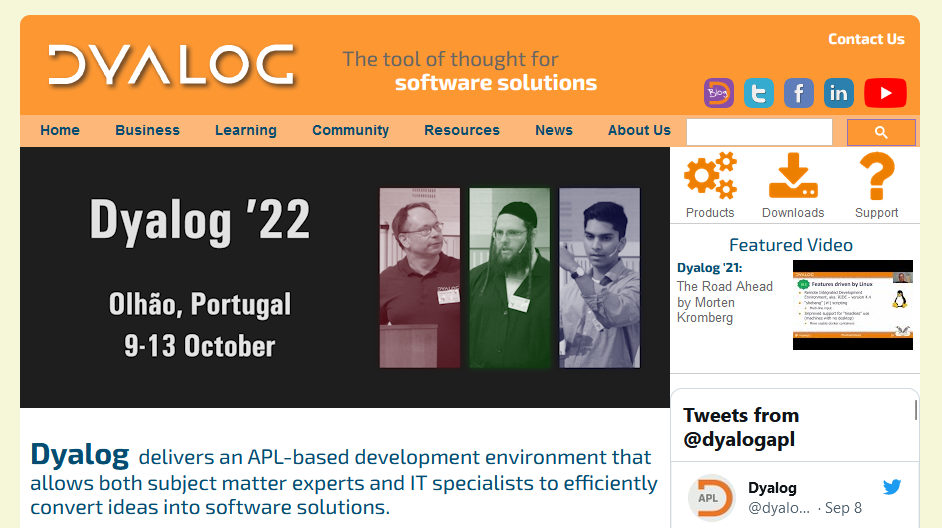 DYALOG
The tool of thought for
software solutions
Contact Us
Blog
Home Business Learning Community Resources News About Us
Products Downloads Support
Dyalog ’22
Olhão, Portugal
9-13 October
Featured Video
Dyalog '21:
The Road Ahead
by Morten
Kromberg
DYALOG
Features driven by Linux
Dyalog delivers an APL-based development environment that
allows both subject matter experts and IT specialists to efficiently
convert ideas into software solutions.
Tweets from
@dyalogapl
APL
Dyalog
@dyalo... · Sep 8